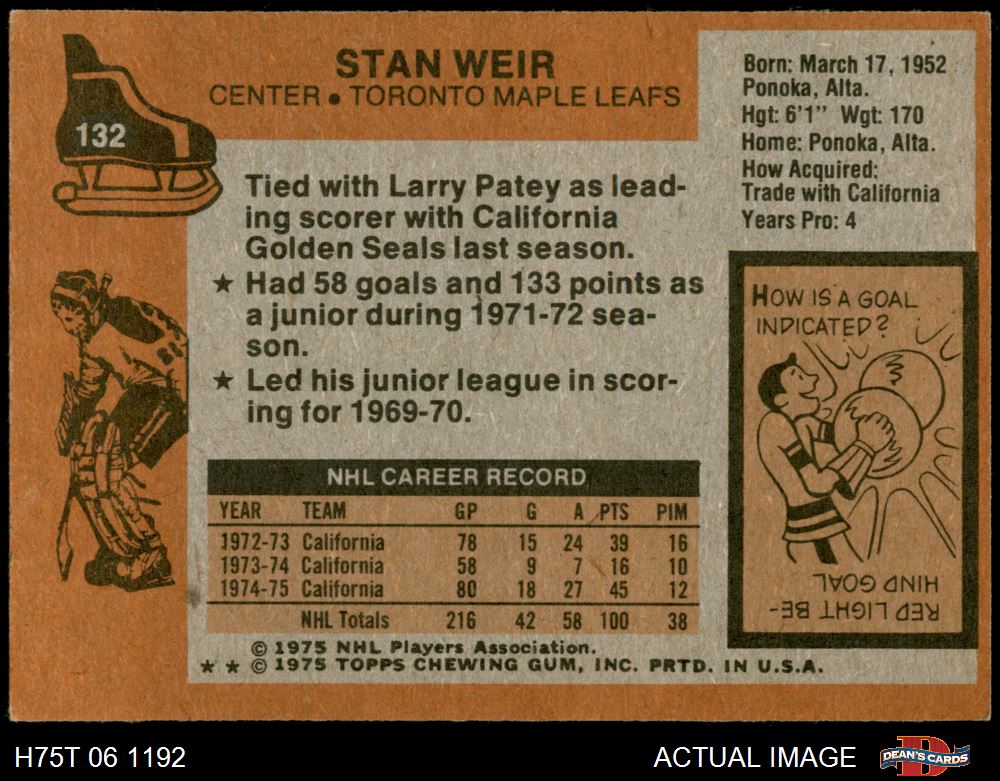 STAN WEIR
CENTER • TORONTO MAPLE LEAFS
132
Born: March 17, 1952
Ponoka, Alta.
Hgt: 6'1" Wgt: 170
Home: Ponoka, Alta.
How Acquired:
Trade with California
Years Pro: 4
Tied with Larry Patey as lead-
ing scorer with California
Golden Seals last season.
★ Had 58 goals and 133 points as
a junior during 1971-72 sea-
son.
★ Led his junior league in scor-
ing for 1969-70.
HOW IS A GOAL
INDICATED?
RED LIGHT BE-
HIND GOAL
NHL CAREER RECORD
YEAR TEAM GP G A PTS PIM
1972-73 California 78 15 24 39 16
1973-74 California 58 9 7 16 10
1974-75 California 80 18 27 45 12
NHL Totals 216 42 58 100 38
© 1975 NHL Players Association.
★ ★ © 1975 TOPPS CHEWING GUM, INC. PRTD. IN U.S.A.
H75T 06 1192
ACTUAL IMAGE
DEAN'S CARDS